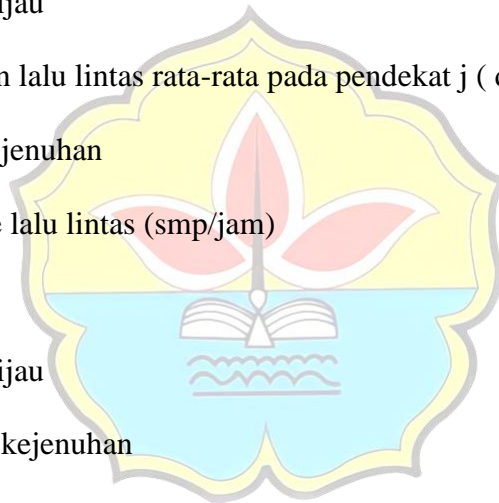 ijau
n lalu lintas rata-rata pada pendekat j (
jenuhan
lalu lintas (smp/jam)
ijau
kejenuhan